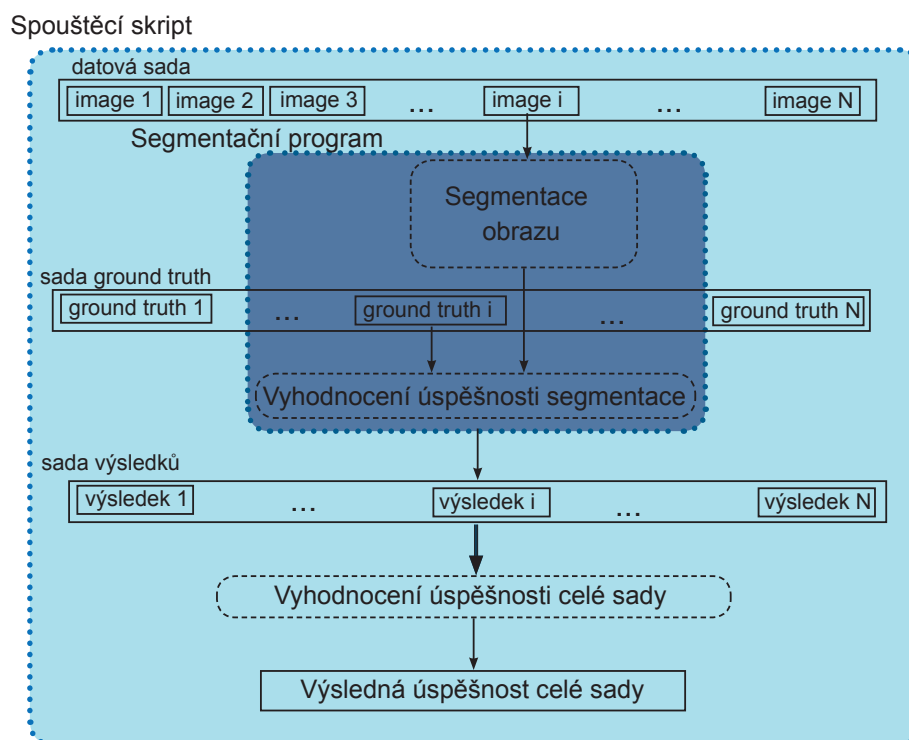 Spouštěcí skript
datová sada
image 1 image 2 image 3 ... image i ... image N
Segmentační program
Segmentace
obrazu
sada ground truth
ground truth 1 ... ground truth i ... ground truth N
Vyhodnocení úspěšnosti segmentace
sada výsledků
výsledek 1 ... výsledek i ... výsledek N
Vyhodnocení úspěšnosti celé sady
Výsledná úspěšnost celé sady